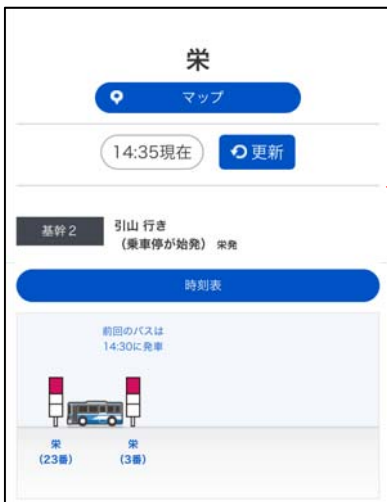 栄
マップ
14:35現在
更新
基幹2
引山 行き
（乗車停が始発） 栄発
時刻表
前回のバスは
14:30に発車
栄
(23番)
栄
(3番)